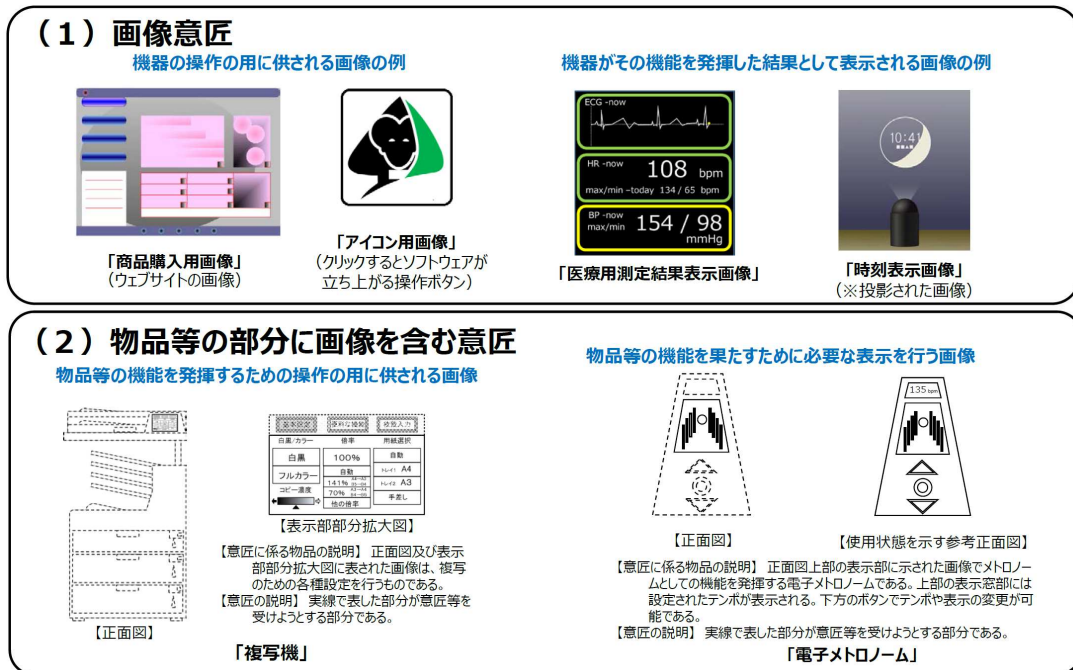 （１）画像意匠
機器の操作の用に供される画像の例
機器がその機能を発揮した結果として表示される画像の例
「商品購入用画像」
（ウェブサイトの画像）
「アイコン用画像」
（クリックするとソフトウェアが
立ち上がる操作ボタン）
ECG -now
HR -now
108 bpm
max/min –today 134 / 65 bpm
BP -now
max/min
154 / 98
mmHg
「医療用測定結果表示画像」
10:41
「時刻表示画像」
（※投影された画像）
（２）物品等の部分に画像を含む意匠
物品等の機能を発揮するための操作の用に供される画像
【正面図】
基本設定
白黒/カラー 倍率 用紙選択
白黒 100% 自動
フルカラー 自動 トレイ1 A4
141% トレイ2 A3
コピー濃度 70% 手差し
他の倍率
【表示部部分拡大図】
【意匠に係る物品の説明】 正面図及び表示
部部分拡大図に表された画像は、複写
のための各種設定を行うものである。
【意匠の説明】 実線で表した部分が意匠等を
受けようとする部分である。
「複写機」
物品等の機能を果たすために必要な表示を行う画像
135 bpm
【正面図】
【使用状態を示す参考正面図】
【意匠に係る物品の説明】 正面図上部の表示部に示された画像でメトロノー
ムとしての機能を発揮する電子メトロノームである。上部の表示窓部には
設定されたテンポが表示される。下方のボタンでテンポや表示の変更が可
能である。
【意匠の説明】 実線で表した部分が意匠等を受けようとする部分である。
「電子メトロノーム」